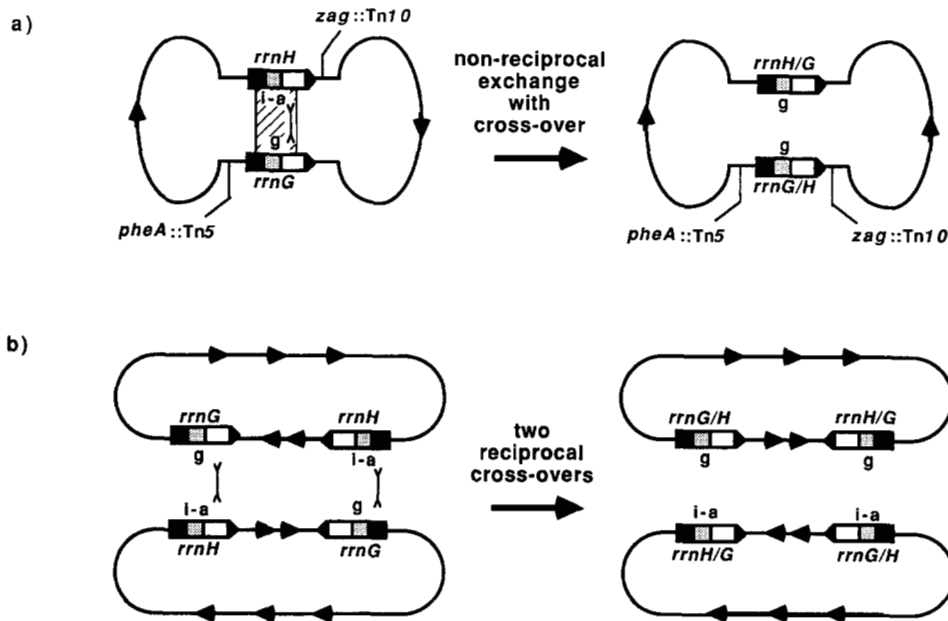 a)
zag::Tn10
rrnH
i-a
g
rrnG
pheA::Tn5
non-reciprocal
exchange
with
cross-over
rrnH/G
g
g
rrnG/H
pheA::Tn5
zag::Tn10
b)
rrnG
rrnH
g
i-a
i-a
g
rrnH
rrnG
two
reciprocal
cross-overs
rrnG/H
rrnH/G
g
g
i-a
i-a
rrnH/G
rrnG/H